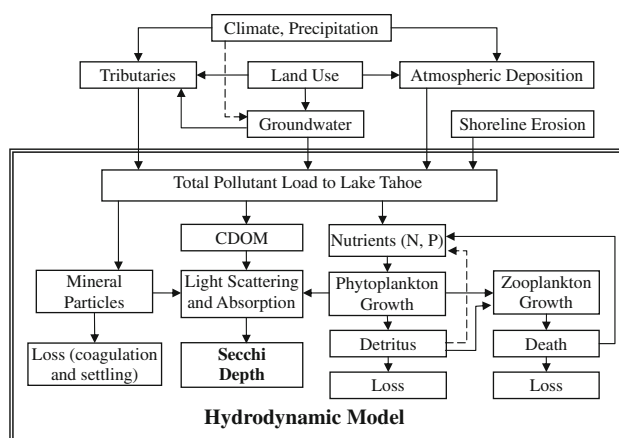 Climate, Precipitation
Tributaries
Land Use
Atmospheric Deposition
Groundwater
Shoreline Erosion
Total Pollutant Load to Lake Tahoe
CDOM
Nutrients (N, P)
Mineral
Particles
Light Scattering
and Absorption
Phytoplankton
Growth
Zooplankton
Growth
Loss (coagulation
and settling)
Secchi
Depth
Detritus
Death
Loss
Loss
Hydrodynamic Model